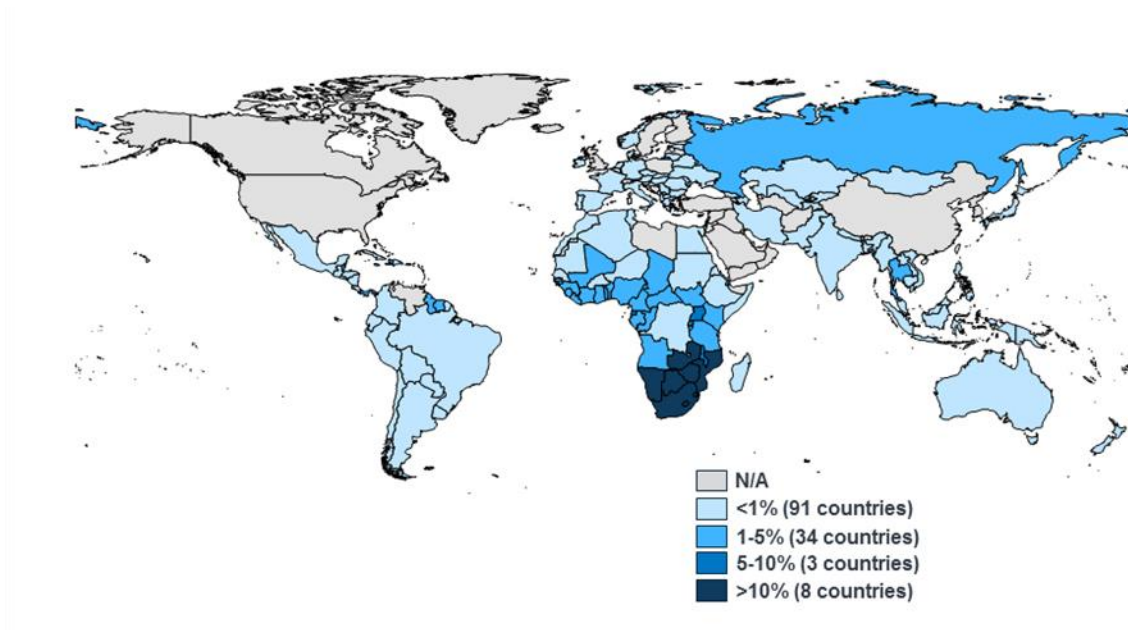 N/A
<1% (91 countries)
1-5% (34 countries)
5-10% (3 countries)
>10% (8 countries)